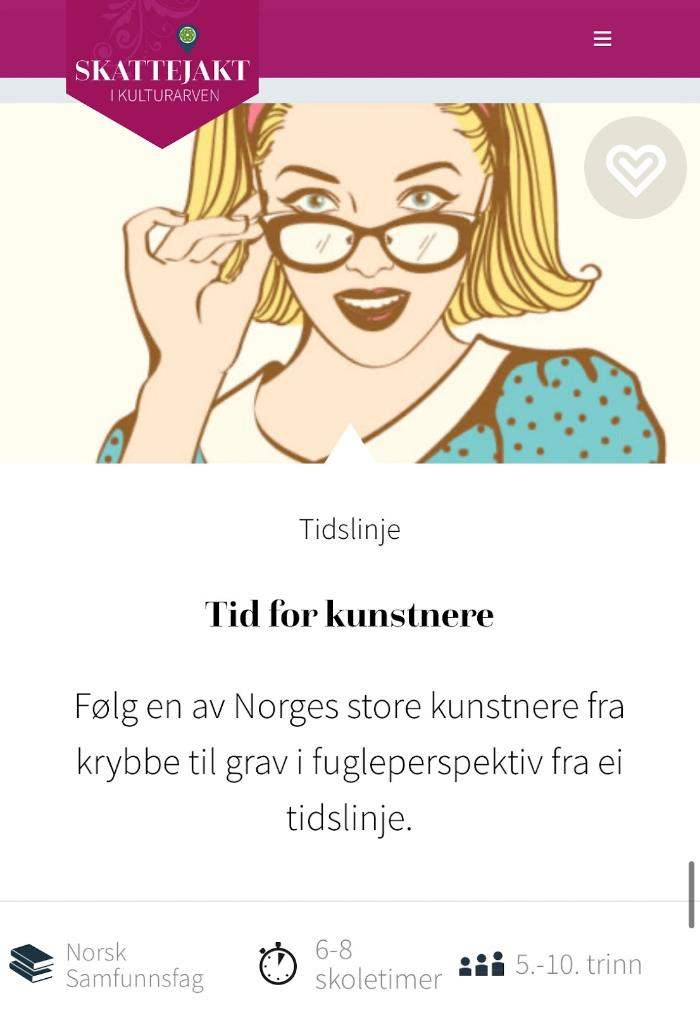 SKATTEJAKT
I KULTURARVEN
Tidslinje
Tid for kunstnere
Følg en av Norges store kunstnere fra
krybbe til grav i fugleperspektiv fra ei
tidslinje.
Norsk
Samfunnsfag
6-8
skoletimer
5.-10. trinn